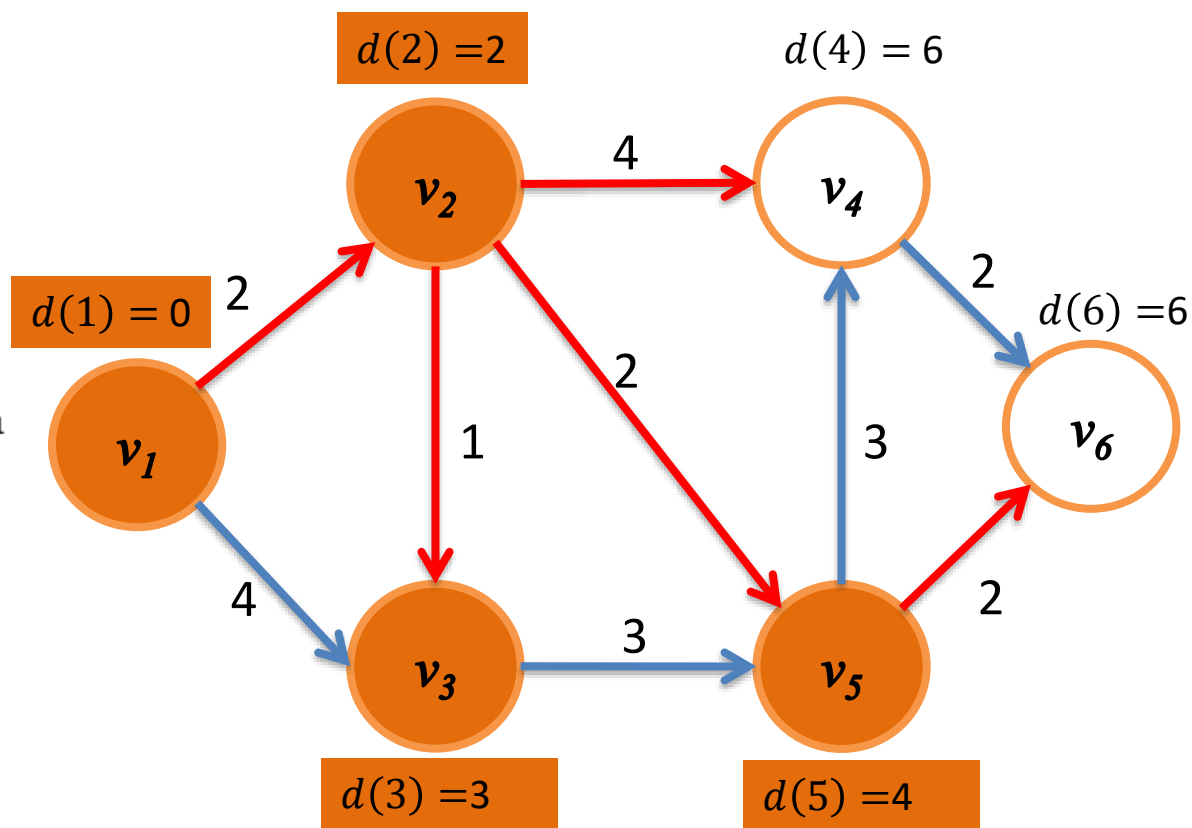 d(2) =2
d(4) = 6
4
v2
v4
2
2
d(1) = 0
d(6) =6
2
1
3
v1
v6
4
3
2
v3
v5
d(3) =3
d(5) =4